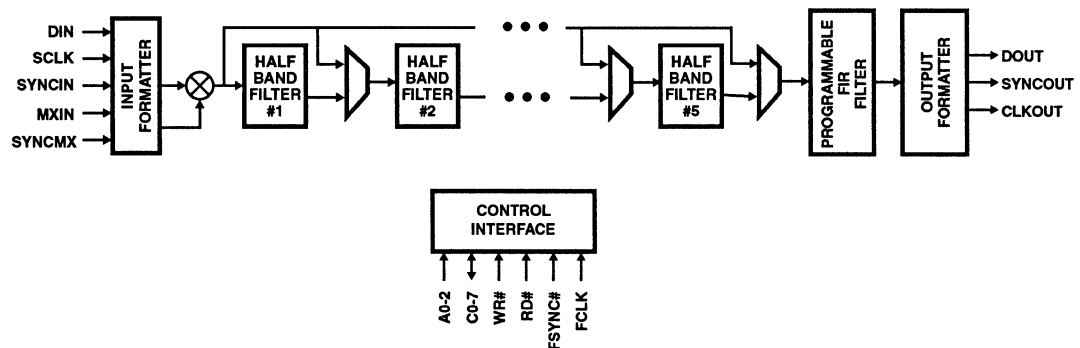 DIN
SCLK
SYNCIN
MXIN
SYNCMX
INPUT
FORMATTER
HALF
BAND
FILTER
#1
HALF
BAND
FILTER
#2
HALF
BAND
FILTER
#5
PROGRAMMABLE
FIR
FILTER
OUTPUT
FORMATTER
DOUT
SYNCOUT
CLKOUT
CONTROL
INTERFACE
A0-2
C0-7
WR#
RD#
FSYNC#
FCLK